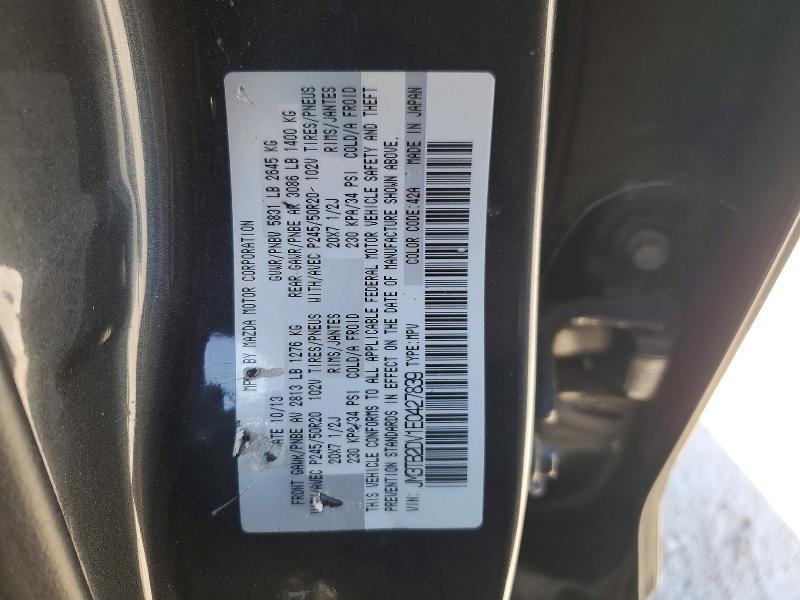 MFD BY MAZDA MOTOR CORPORATION
DATE 10/13 GVWR/PNBV 5831 LB 2645 KG
FRONT GAWR/PNBE AV 2813 LB 1276 KG REAR GAWR/PNBE AR 3086 LB 1400 KG
WITH/AVEC P245/50R20 102V TIRES/PNEUS WITH/AVEC P245/50R20 102V TIRES/PNEUS
20X7 1/2J RIMS/JANTES 20X7 1/2J RIMS/JANTES
230 KPA/34 PSI COLD/A FROID 230 KPA/34 PSI COLD/A FROID
THIS VEHICLE CONFORMS TO ALL APPLICABLE FEDERAL MOTOR VEHICLE SAFETY AND THEFT
PREVENTION STANDARDS IN EFFECT ON THE DATE OF MANUFACTURE SHOWN ABOVE.
VIN: JM3TB2DV1E0427839 TYPE:MPV COLOR CODE:42A MADE IN JAPAN